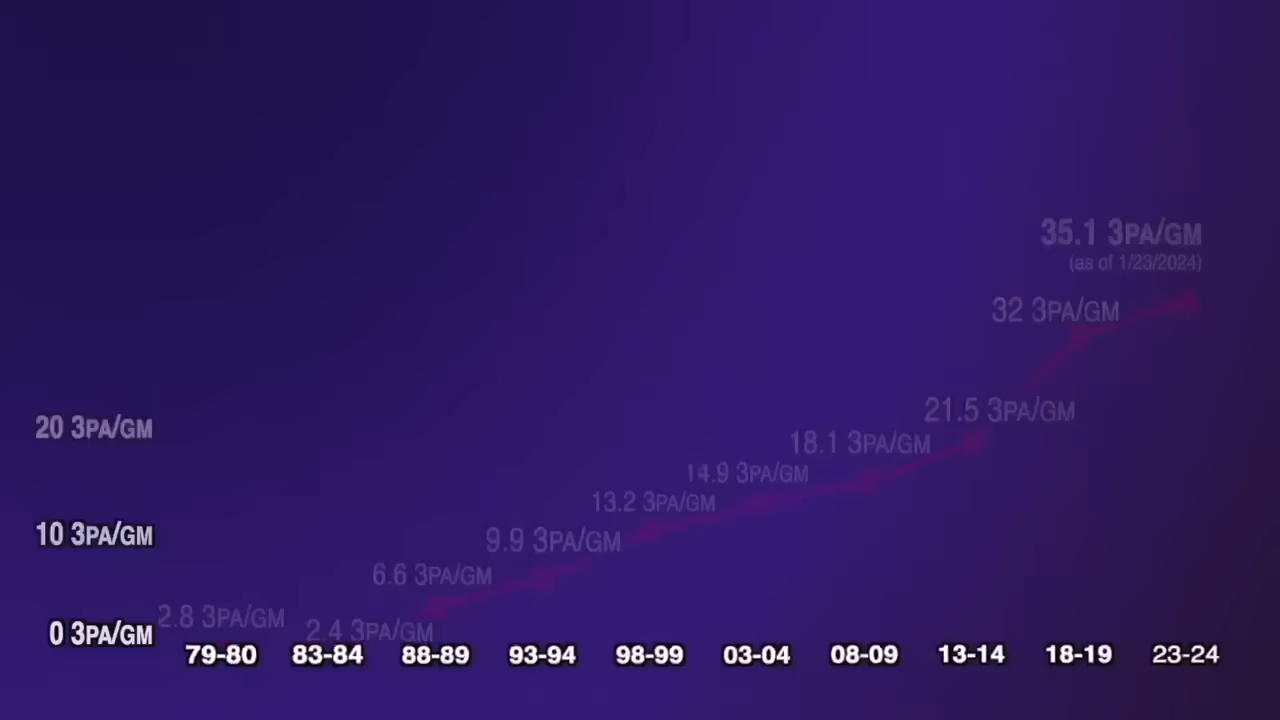 35.1 3PA/GM
(as of 1/23/2024)
32 3PA/GM
21.5 3PA/GM
20 3PA/GM
18.1 3PA/GM
14.9 3PA/GM
13.2 3PA/GM
10 3PA/GM
9.9 3PA/GM
6.6 3PA/GM
2.8 3PA/GM
2.4 3PA/GM
0 3PA/GM
79-80 83-84 88-89 93-94 98-99 03-04 08-09 13-14 18-19 23-24